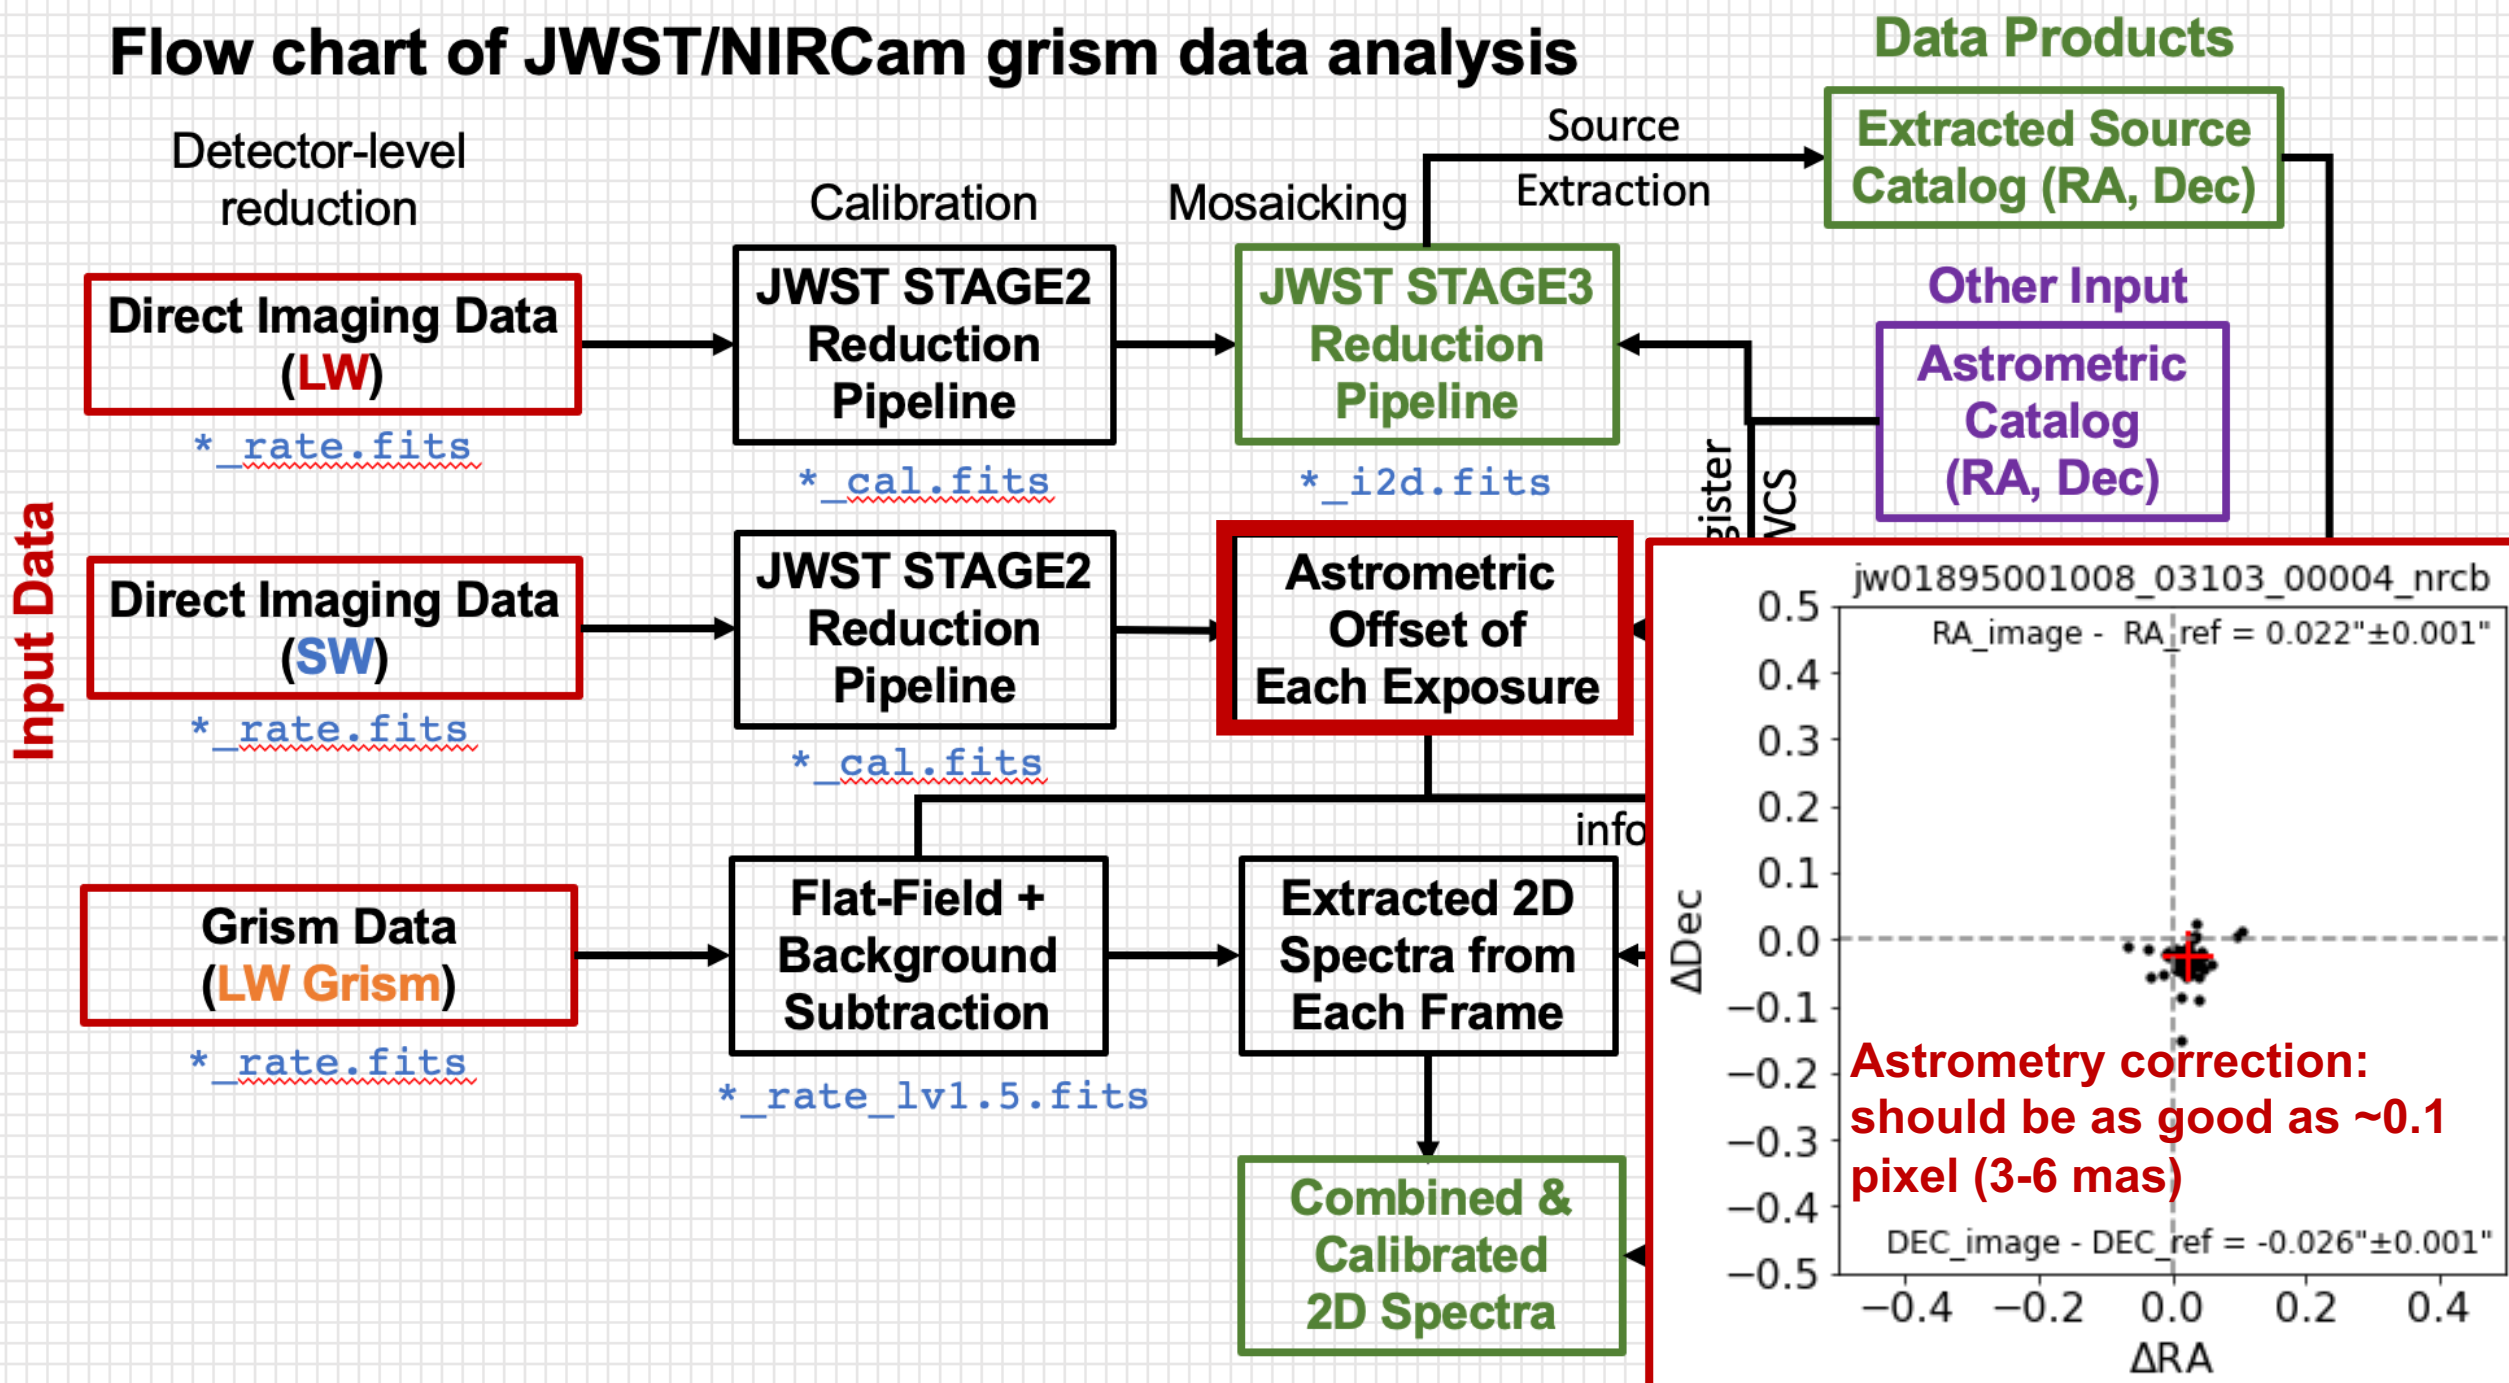 Flow chart of JWST/NIRCam grism data analysis
Data Products
Detector-level
reduction
Calibration
Mosaicking
Source
Extraction
Extracted Source
Catalog (RA, Dec)
Direct Imaging Data
(LW)
*_rate.fits
JWST STAGE2
Reduction
Pipeline
*_cal.fits
JWST STAGE3
Reduction
Pipeline
*_i2d.fits
Other Input
Astrometric
Catalog
(RA, Dec)
Input Data
Direct Imaging Data
(SW)
*_rate.fits
JWST STAGE2
Reduction
Pipeline
*_cal.fits
Astrometric
Offset of
Each Exposure
info
Grism Data
(LW Grism)
*_rate.fits
Flat-Field +
Background
Subtraction
*_rate_lv1.5.fits
Extracted 2D
Spectra from
Each Frame
Combined &
Calibrated
2D Spectra
jw01895001008_03103_00004_nrcb
RA_image - RA_ref = 0.022"±0.001"
0.5
0.4
0.3
0.2
0.1
0.0
−0.1
−0.2
−0.3
−0.4
−0.5
ΔDec
Astrometry correction:
should be as good as ~0.1
pixel (3-6 mas)
DEC_image - DEC_ref = -0.026"±0.001"
−0.4 −0.2 0.0 0.2 0.4
ΔRA